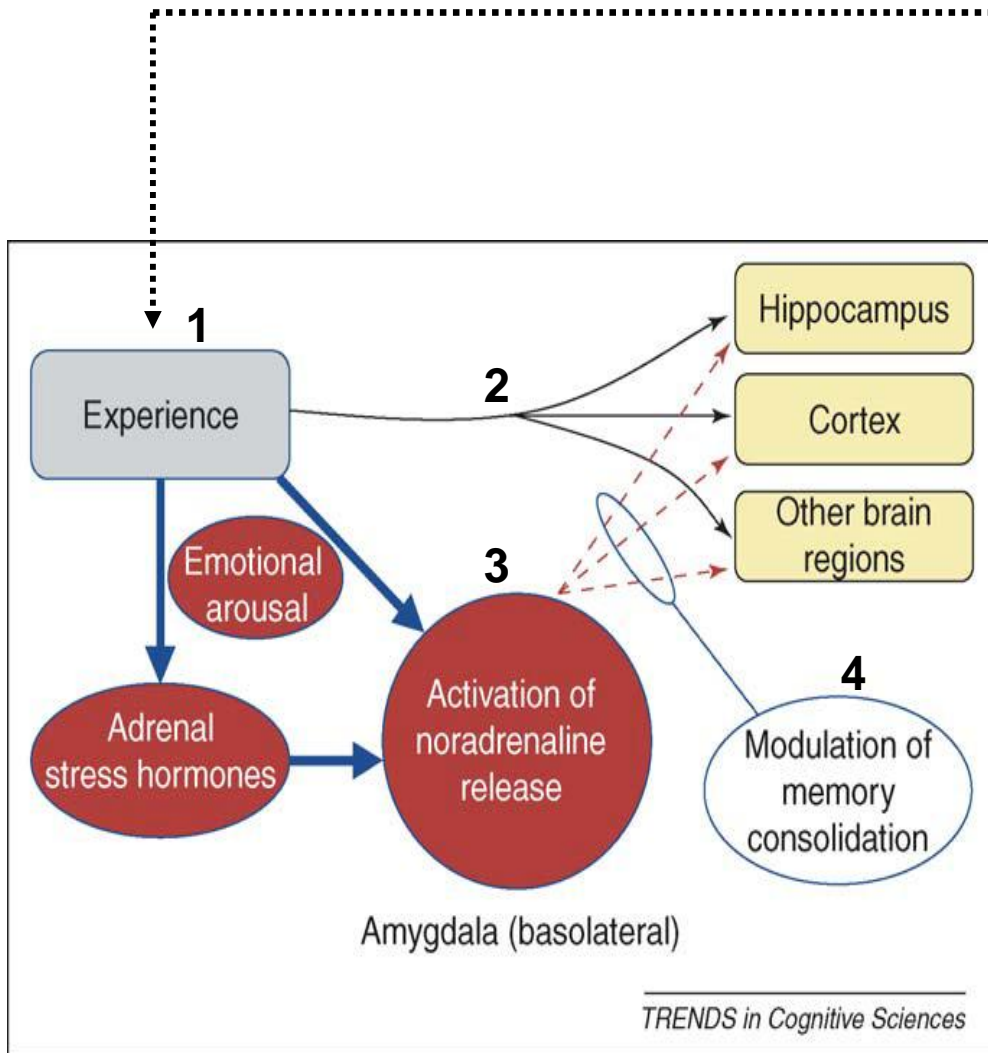 1
Hippocampus
2
Experience
Cortex
Other brain
regions
Emotional
arousal
3
4
Adrenal
stress hormones
Activation of
noradrenaline
release
Modulation of
memory
consolidation
Amygdala (basolateral)
TRENDS in Cognitive Sciences